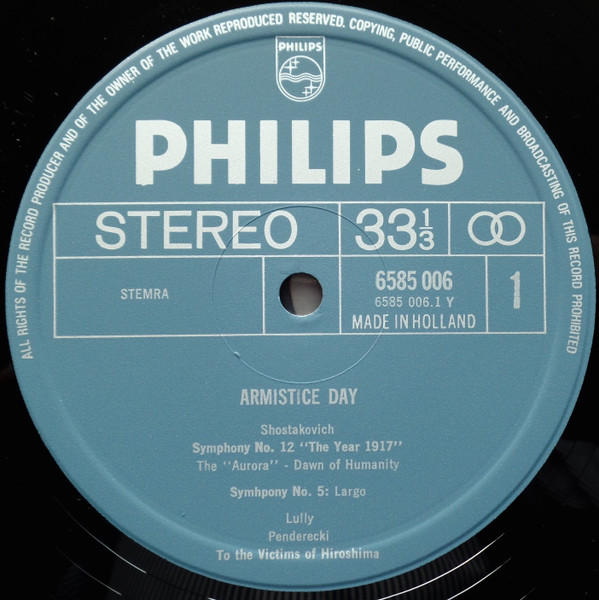 ALL RIGHTS OF THE RECORD PRODUCER AND OF THE OWNER OF THE WORK REPRODUCED RESERVED. COPYING, PUBLIC PERFORMANCE AND BROADCASTING OF THIS RECORD PROHIBITED
PHILIPS
PHILIPS
STEREO 33 1/3
STEMRA
6585 006
6585 006.1 Y
MADE IN HOLLAND
1
ARMISTICE DAY
Shostakovich
Symphony No. 12 "The Year 1917"
The "Aurora" - Dawn of Humanity
Symhpony No. 5: Largo
Lully
Penderecki
To the Victims of Hiroshima